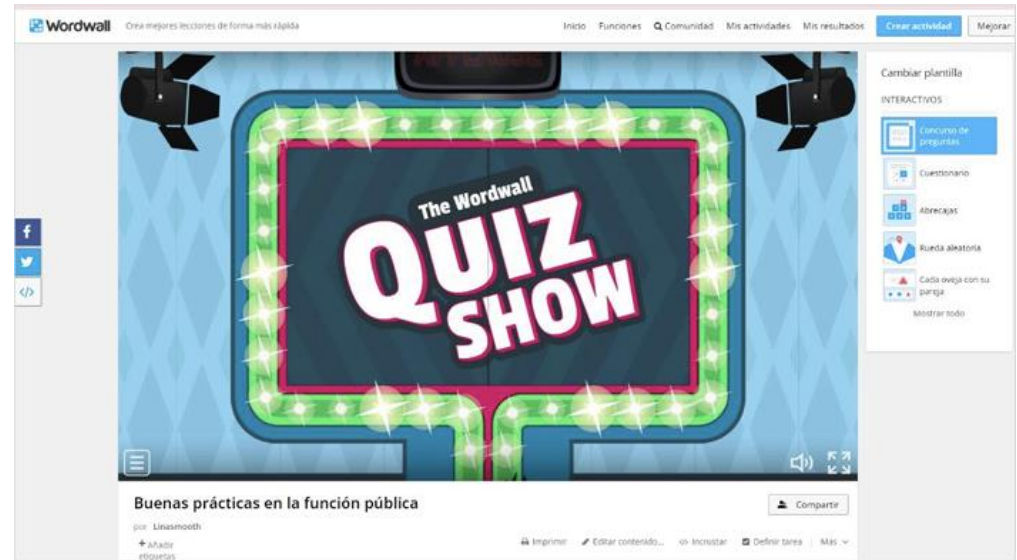 Wordwall Crea mejores lecciones de forma más rápida Inicio Funciones Comunidad Mis actividades Mis resultados Crear actividad Mejorar
Cambiar plantilla
INTERACTIVOS
Concurso de
preguntas
Cuestionario
Abrecajas
Rueda aleatoria
Cada oveja con su
pareja
Mostrar todo
The Wordwall
QUIZ
SHOW
f
</>
Buenas prácticas en la función pública
Compartir
por Linasmooth
+ Añadir
etiquetas
Imprimir Editar contenido... <> Incrustar Definir tarea Más